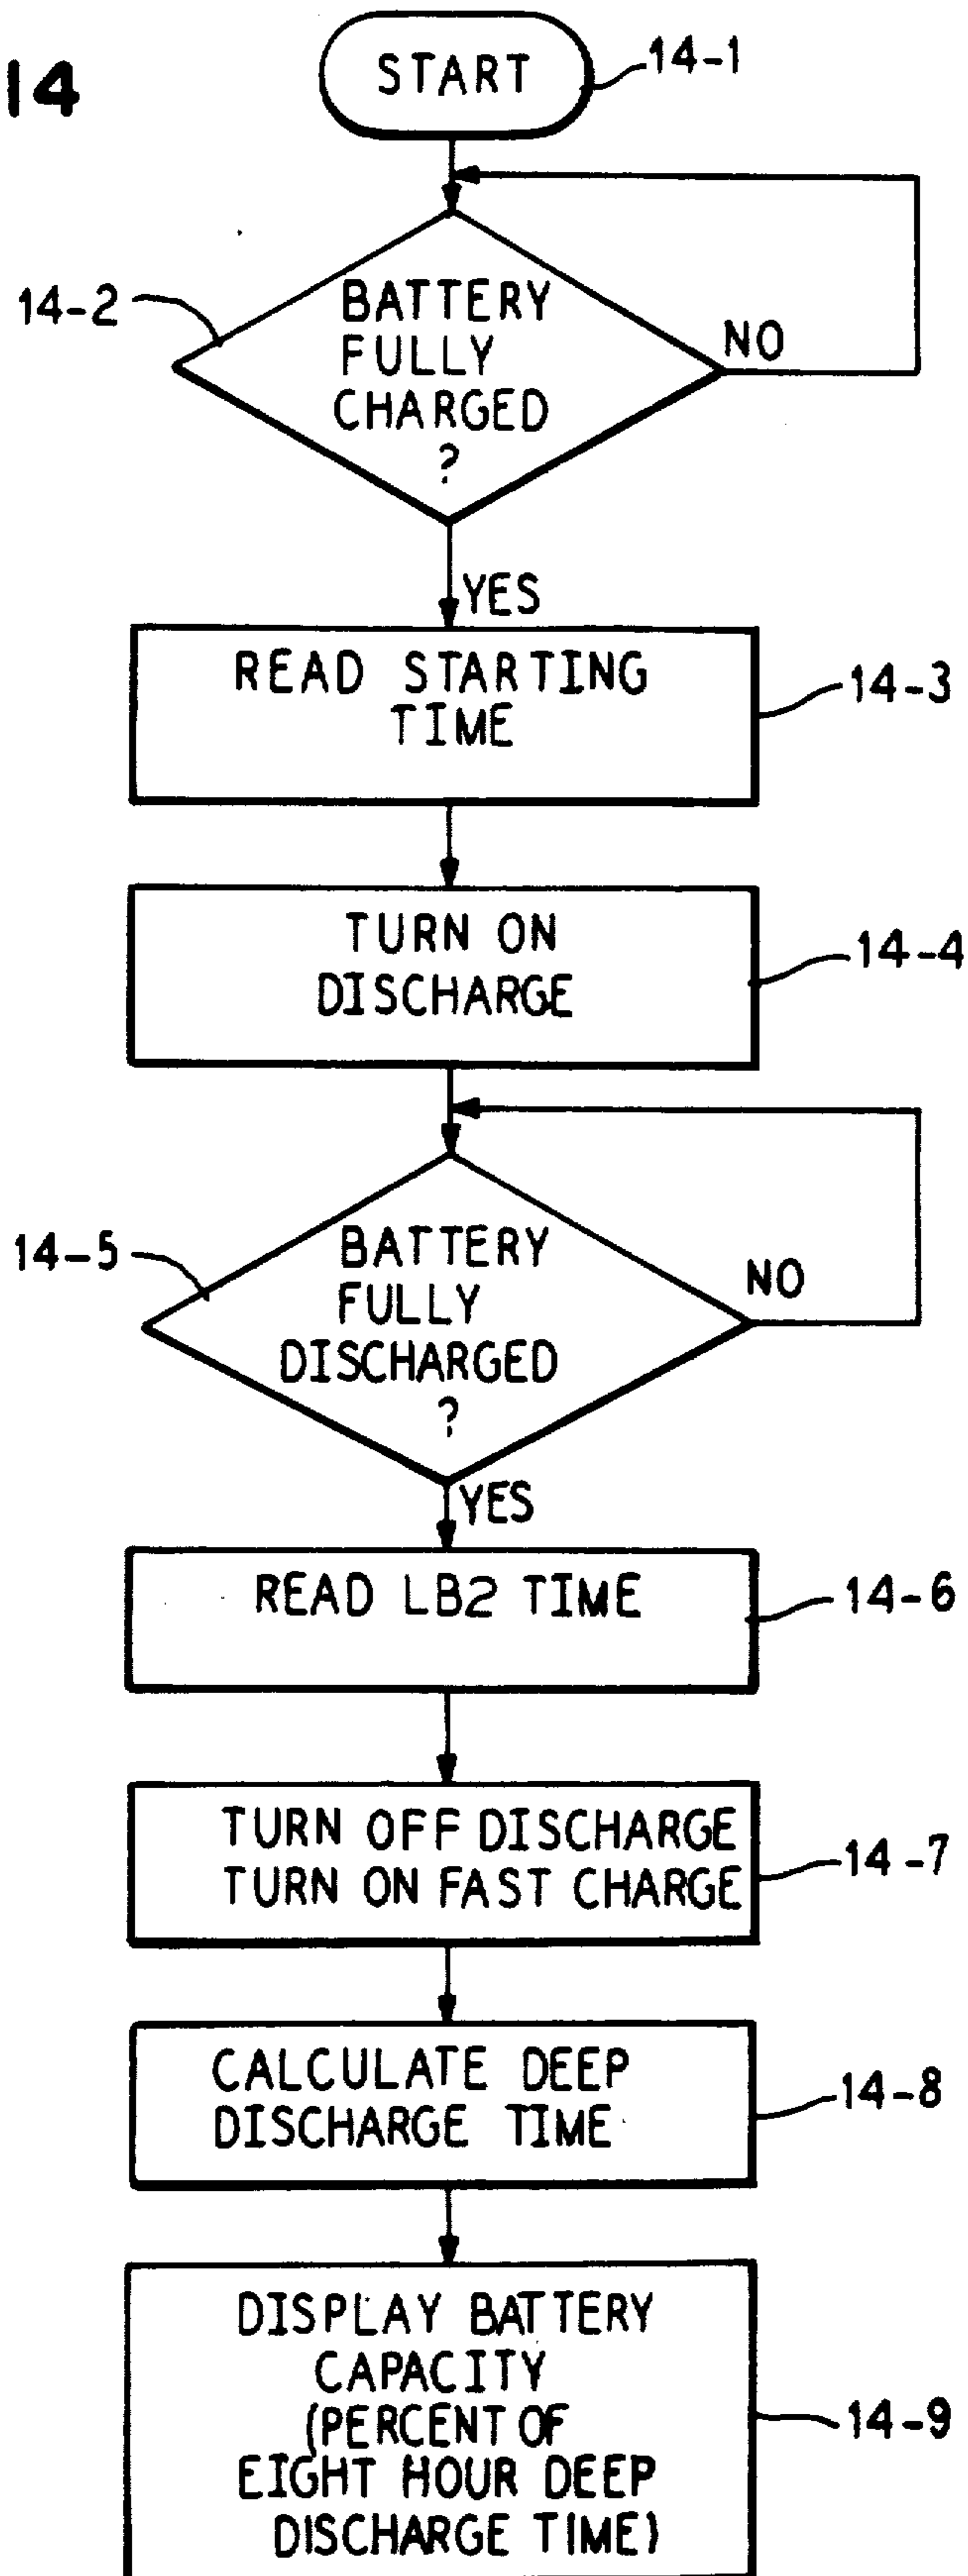 14
START
14-1
14-2
BATTERY
FULLY
CHARGED
?
NO
YES
READ STARTING
TIME
14-3
TURN ON
DISCHARGE
14-4
14-5
BATTERY
FULLY
DISCHARGED
?
NO
YES
READ LB2 TIME
14-6
TURN OFF DISCHARGE
TURN ON FAST CHARGE
14-7
CALCULATE DEEP
DISCHARGE TIME
14-8
DISPLAY BATTERY
CAPACITY
(PERCENT OF
EIGHT HOUR DEEP
DISCHARGE TIME)
14-9